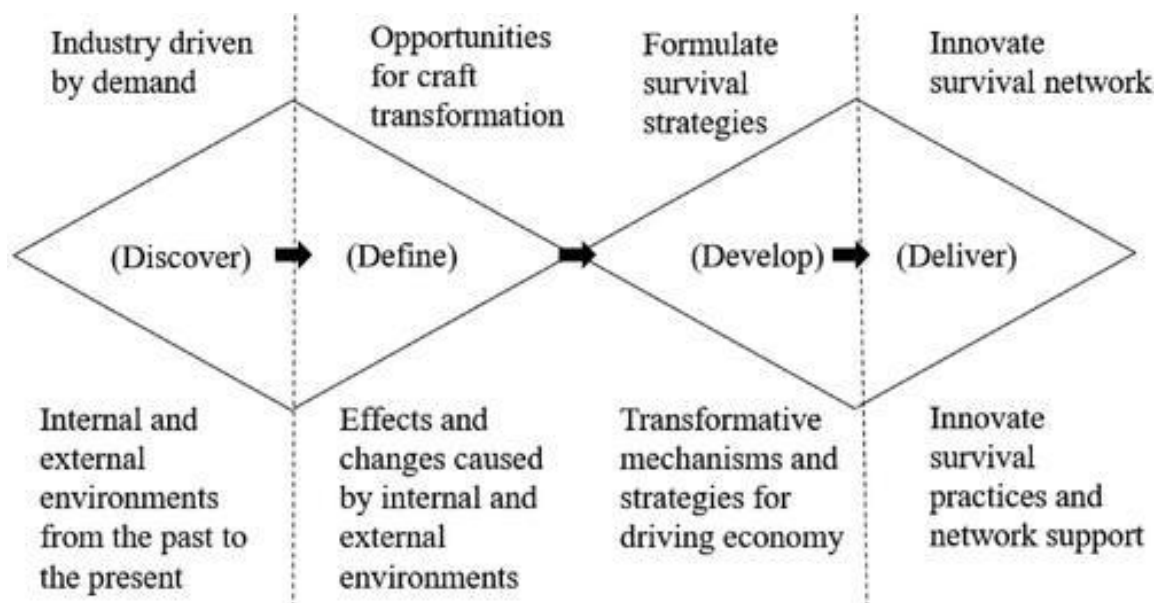 Industry driven
by demand
Opportunities
for craft
transformation
Formulate
survival
strategies
Innovate
survival network
(Discover)
(Define)
(Develop)
(Deliver)
Internal and
external
environments
from the past to
the present
Effects and
changes caused
by internal and
external
environments
Transformative
mechanisms and
strategies for
driving economy
Innovate
survival
practices and
network support